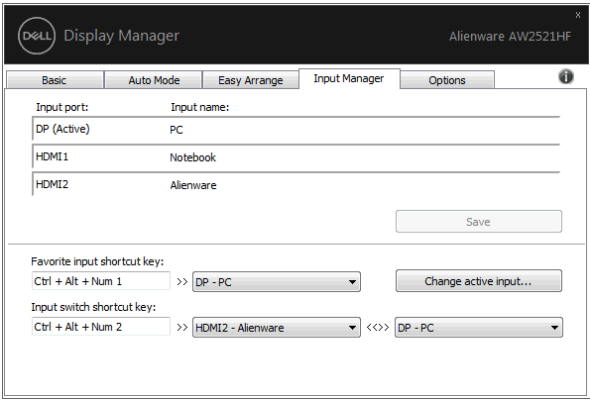 DELL Display Manager Alienware AW2521HF
x
Basic Auto Mode Easy Arrange Input Manager Options i
Input port: Input name:
DP (Active) PC
HDMI1 Notebook
HDMI2 Alienware
Save
Favorite input shortcut key:
Ctrl + Alt + Num 1 >> DP - PC Change active input...
Input switch shortcut key:
Ctrl + Alt + Num 2 >> HDMI2 - Alienware <<>> DP - PC